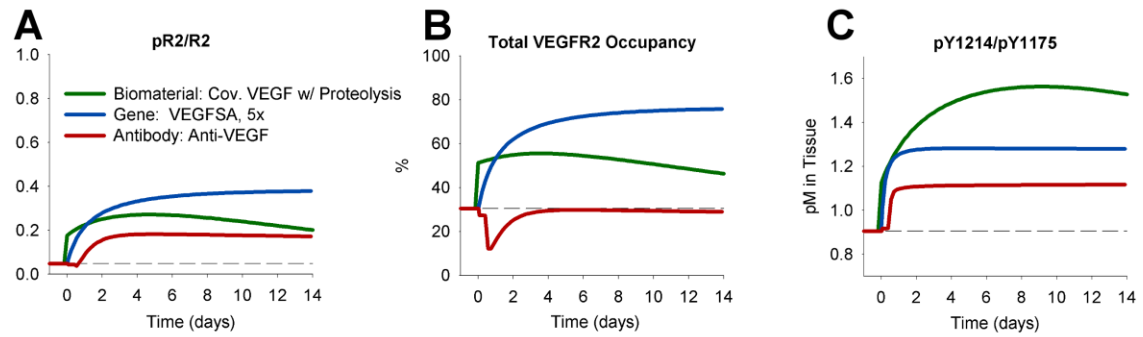 A
pR2/R2
1.0
0.8
0.6
0.4
0.2
0.0
Biomaterial: Cov. VEGF w/ Proteolysis
Gene: VEGFSA, 5x
Antibody: Anti-VEGF
0 2 4 6 8 10 12 14
Time (days)
B
Total VEGFR2 Occupancy
%
100
80
60
40
20
0
0 2 4 6 8 10 12 14
Time (days)
C
pY1214/pY1175
pM in Tissue
1.6
1.4
1.2
1.0
0.8
0 2 4 6 8 10 12 14
Time (days)